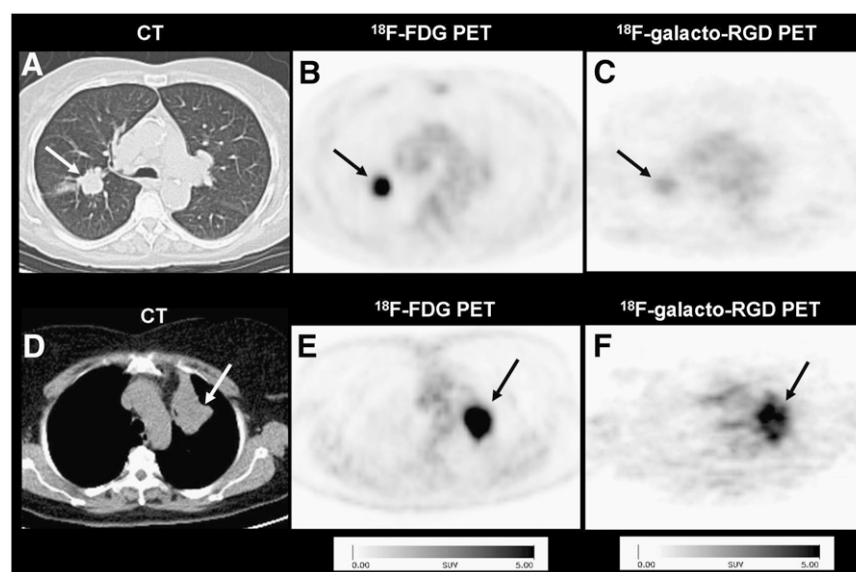 CT
¹⁸F-FDG PET
¹⁸F-galacto-RGD PET
A
B
C
CT
¹⁸F-FDG PET
¹⁸F-galacto-RGD PET
D
E
F
0.00 SUV 5.00
0.00 SUV 5.00